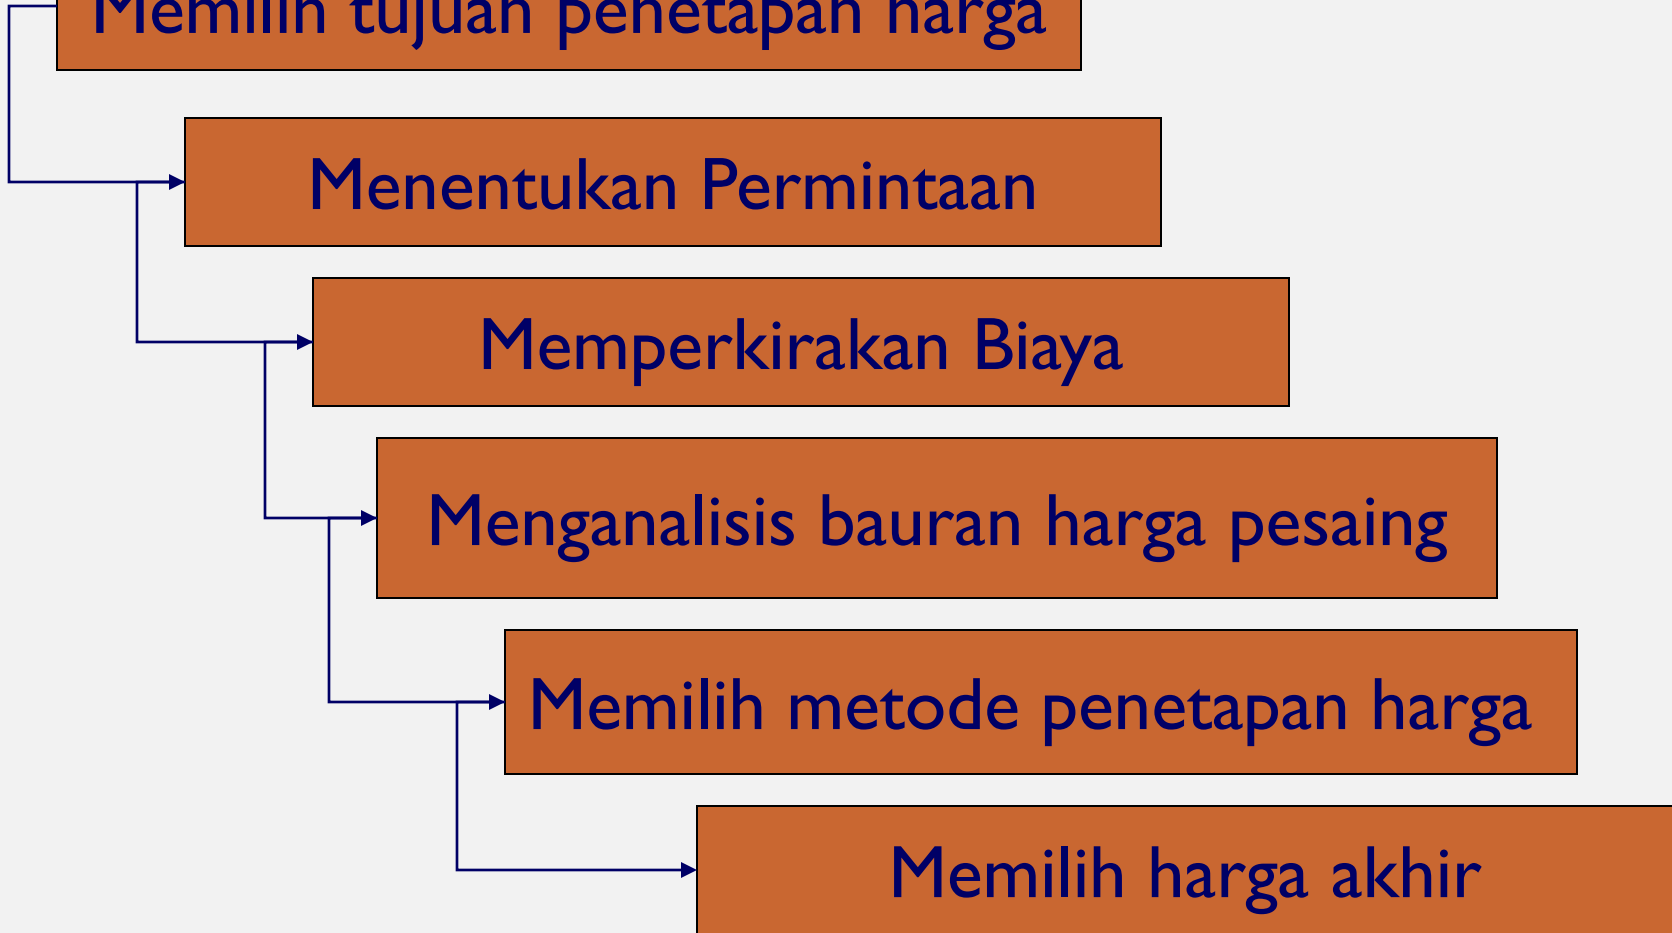 Memilih tujuan penetapan harga
Menentukan Permintaan
Memperkirakan Biaya
Menganalisis bauran harga pesaing
Memilih metode penetapan harga
Memilih harga akhir